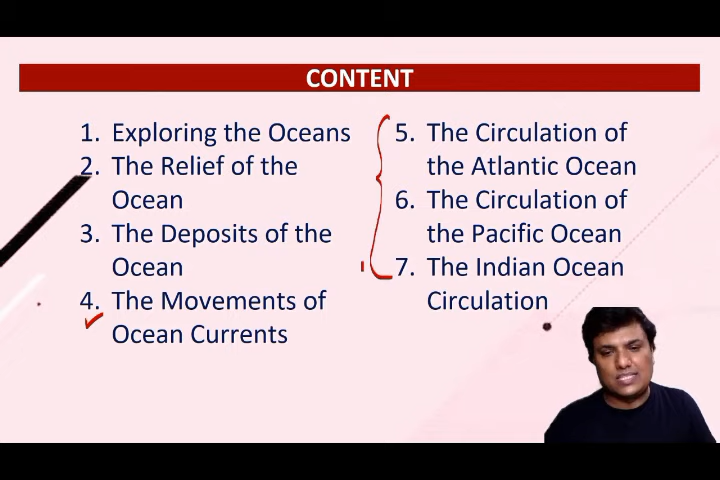 CONTENT
1. Exploring the Oceans
2. The Relief of the
Ocean
3. The Deposits of the
Ocean
4. The Movements of
Ocean Currents
5. The Circulation of
the Atlantic Ocean
6. The Circulation of
the Pacific Ocean
7. The Indian Ocean
Circulation